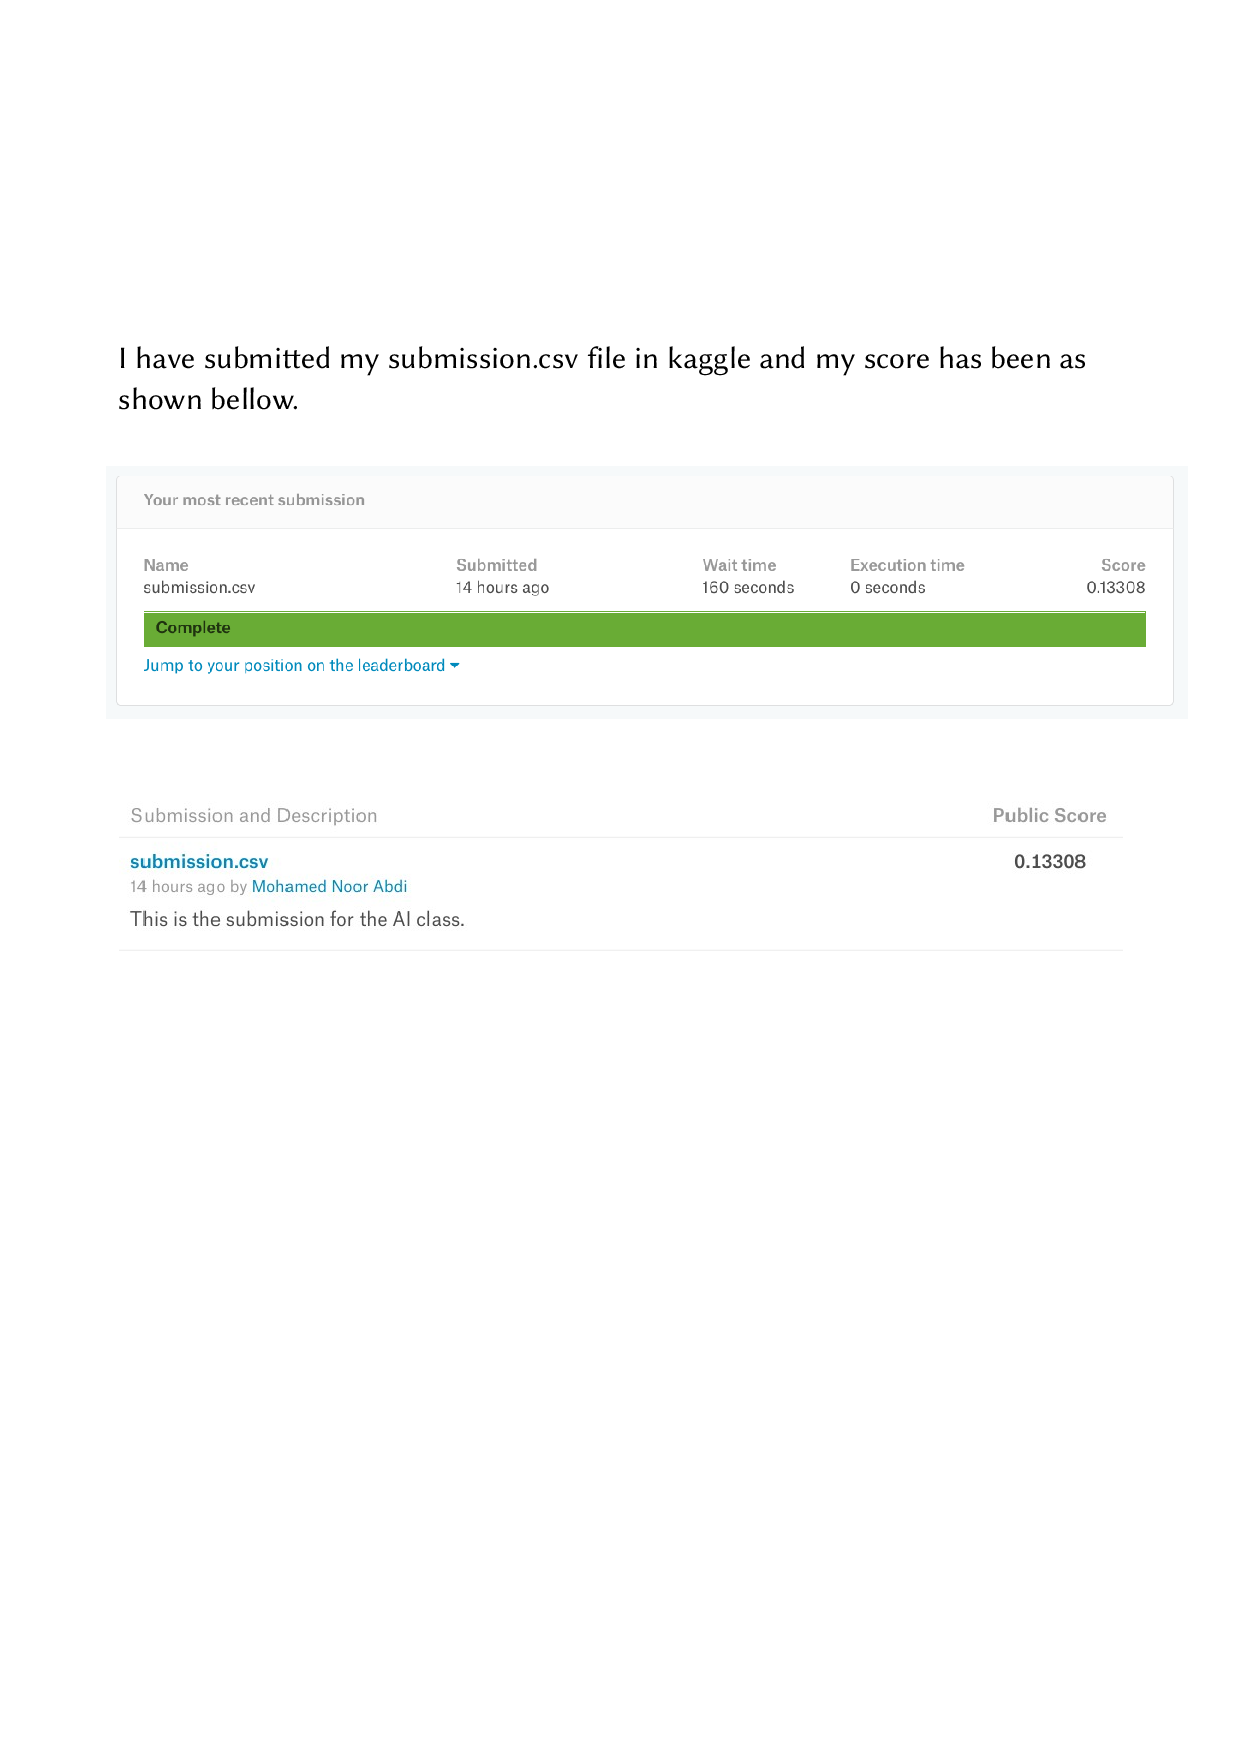 I have submitted my submission.csv file in kaggle and my score has been as
shown bellow.
Your most recent submission
Name Submitted Wait time Execution time Score
submission.csv 14 hours ago 160 seconds 0 seconds 0.13308
Complete
Jump to your position on the leaderboard
Submission and Description Public Score
submission.csv 0.13308
14 hours ago by Mohamed Noor Abdi
This is the submission for the AI class.